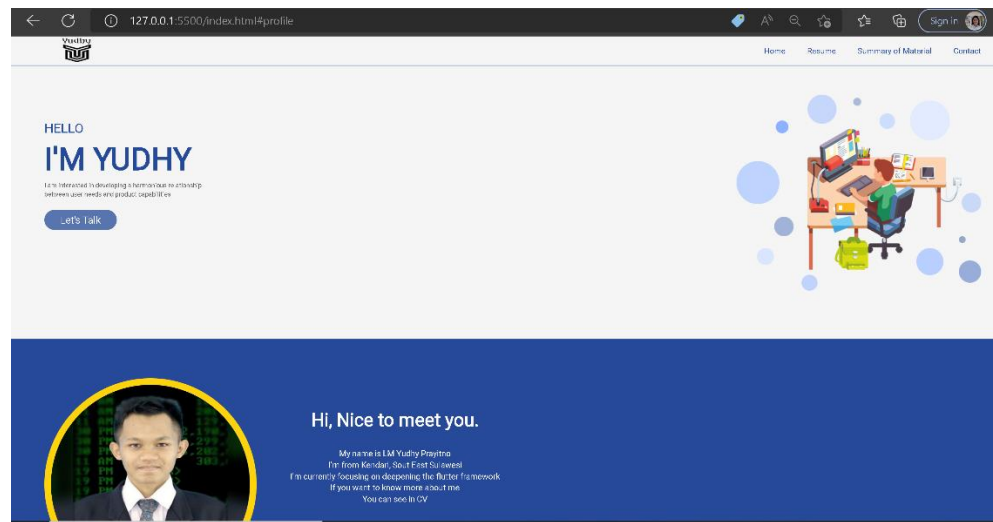 127.0.0.1:5500/index.html#profile
Sign in
Yudhy
Home Resume Summary of Material Contact
HELLO
I'M YUDHY
I am interested in developing a harmonious relationship
between user needs and product capabilities
Let's Talk
Hi, Nice to meet you.
My name is LM Yudhy Prayitno
I'm from Kendari, Sout East Sulawesi
I'm currently focusing on deepening the flutter framework
If you want to know more about me
You can see in CV